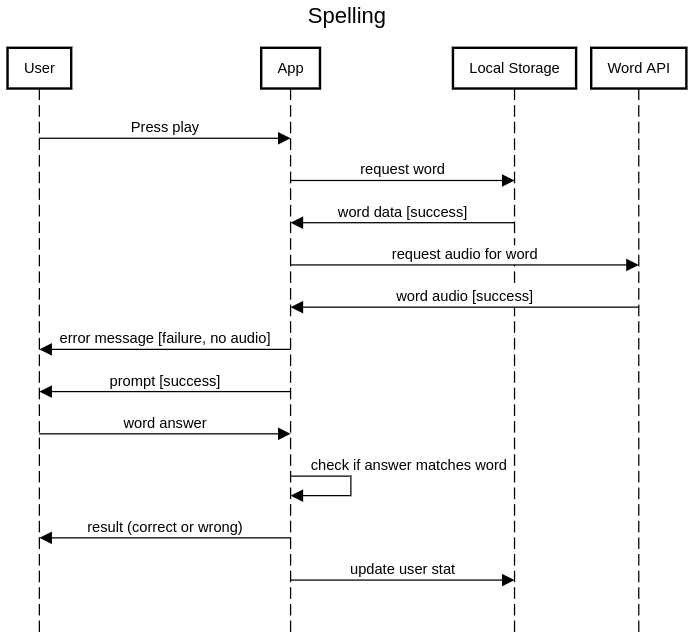 Spelling
User
App
Local Storage
Word API
Press play
request word
word data [success]
request audio for word
word audio [success]
error message [failure, no audio]
prompt [success]
word answer
check if answer matches word
result (correct or wrong)
update user stat